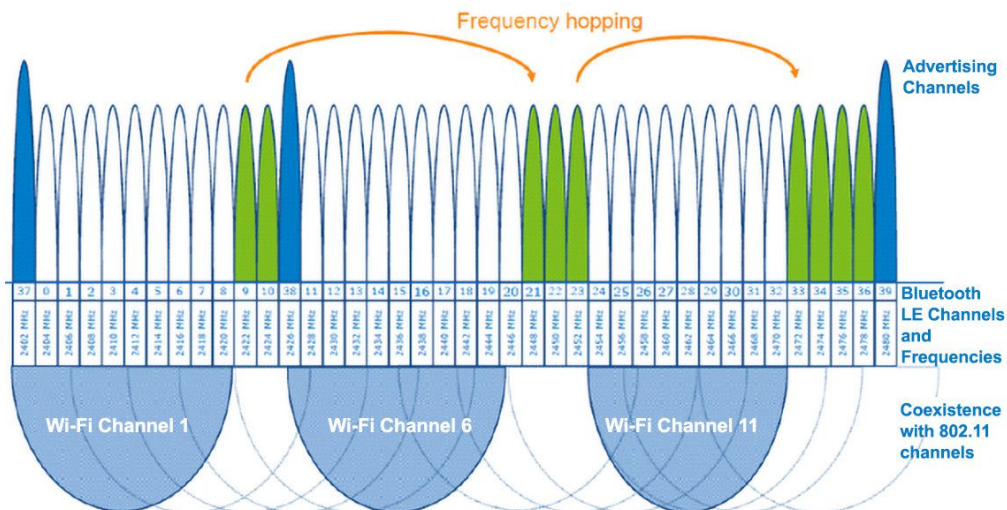 Frequency hopping
Advertising
Channels
37 0 1 2 3 4 5 6 7 8 9 10 38 11 12 13 14 15 16 17 18 19 20 21 22 23 24 25 26 27 28 29 30 31 32 33 34 35 36 39
2402 MHz 2404 MHz 2406 MHz 2408 MHz 2410 MHz 2412 MHz 2414 MHz 2416 MHz 2418 MHz 2420 MHz 2422 MHz 2424 MHz 2426 MHz 2428 MHz 2430 MHz 2432 MHz 2434 MHz 2436 MHz 2438 MHz 2440 MHz 2442 MHz 2444 MHz 2446 MHz 2448 MHz 2450 MHz 2452 MHz 2454 MHz 2456 MHz 2458 MHz 2460 MHz 2462 MHz 2464 MHz 2466 MHz 2468 MHz 2470 MHz 2472 MHz 2474 MHz 2476 MHz 2478 MHz 2480 MHz
Bluetooth
LE Channels
and
Frequencies
Wi-Fi Channel 1
Wi-Fi Channel 6
Wi-Fi Channel 11
Coexistence
with 802.11
channels